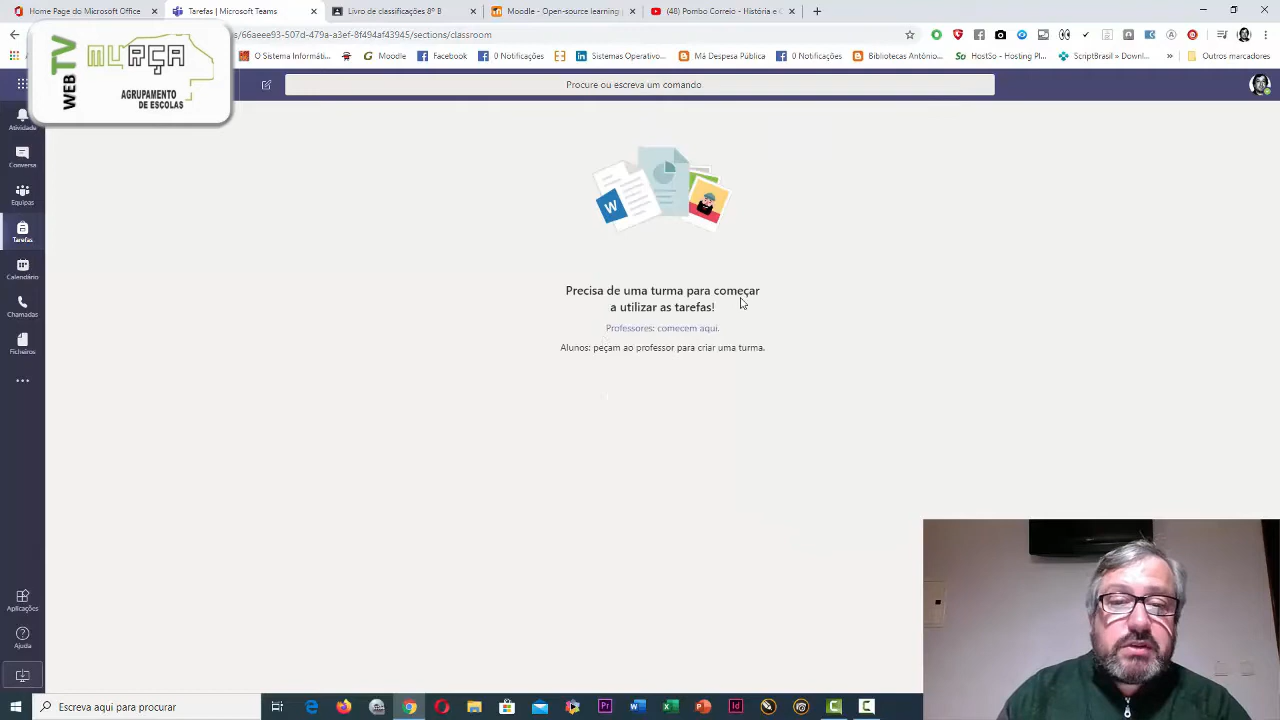 Home Page do Microsoft Office
Tarefas | Microsoft Teams
Livro de classificações 8º B
Moodle - Open-source learning
(48) Pombo Correio - História e C
/66aeee93-507d-479a-a3ef-8f494af43945/sections/classroom
O Sistema Informáti...
Moodle
Facebook
0 Notificações
Sistemas Operativo...
Má Despesa Pública
0 Notificações
Bibliotecas António...
HostSo - Hosting Pl...
ScriptBrasil » Downl...
Outros marcadores
WEB TV
MURÇA
AGRUPAMENTO
DE ESCOLAS
Procure ou escreva um comando
Atividade
Conversa
Equipas
Tarefas
Calendário
Chamadas
Ficheiros
Precisa de uma turma para começar
a utilizar as tarefas!
Professores: comecem aqui.
Alunos: peçam ao professor para criar uma turma.
Aplicações
Ajuda
Escreva aqui para procurar